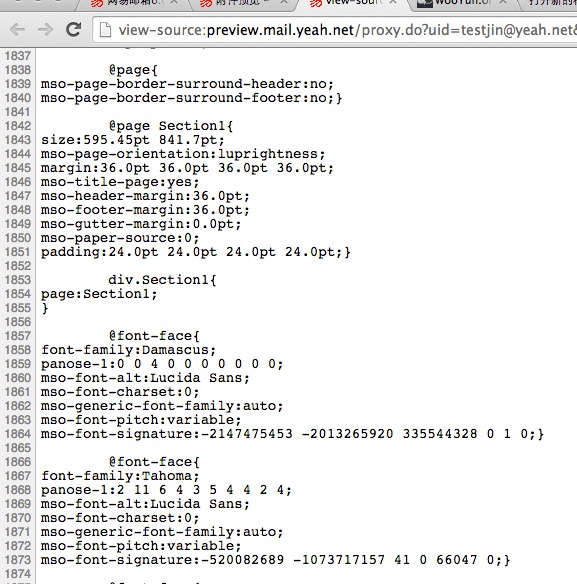 网易邮箱6.
附件预览 -
view-sourc
WooYun.o
打开新的标
view-source:preview.mail.yeah.net/proxy.do?uid=testjin@yeah.net&
1837
1838 @page{
1839 mso-page-border-surround-header:no;
1840 mso-page-border-surround-footer:no;}
1841
1842 @page Section1{
1843 size:595.45pt 841.7pt;
1844 mso-page-orientation:luprightness;
1845 margin:36.0pt 36.0pt 36.0pt 36.0pt;
1846 mso-title-page:yes;
1847 mso-header-margin:36.0pt;
1848 mso-footer-margin:36.0pt;
1849 mso-gutter-margin:0.0pt;
1850 mso-paper-source:0;
1851 padding:24.0pt 24.0pt 24.0pt 24.0pt;}
1852
1853 div.Section1{
1854 page:Section1;
1855 }
1856
1857 @font-face{
1858 font-family:Damascus;
1859 panose-1:0 0 4 0 0 0 0 0 0 0;
1860 mso-font-alt:Lucida Sans;
1861 mso-font-charset:0;
1862 mso-generic-font-family:auto;
1863 mso-font-pitch:variable;
1864 mso-font-signature:-2147475453 -2013265920 335544328 0 1 0;}
1865
1866 @font-face{
1867 font-family:Tahoma;
1868 panose-1:2 11 6 4 3 5 4 4 2 4;
1869 mso-font-alt:Lucida Sans;
1870 mso-font-charset:0;
1871 mso-generic-font-family:auto;
1872 mso-font-pitch:variable;
1873 mso-font-signature:-520082689 -1073717157 41 0 66047 0;}
1874